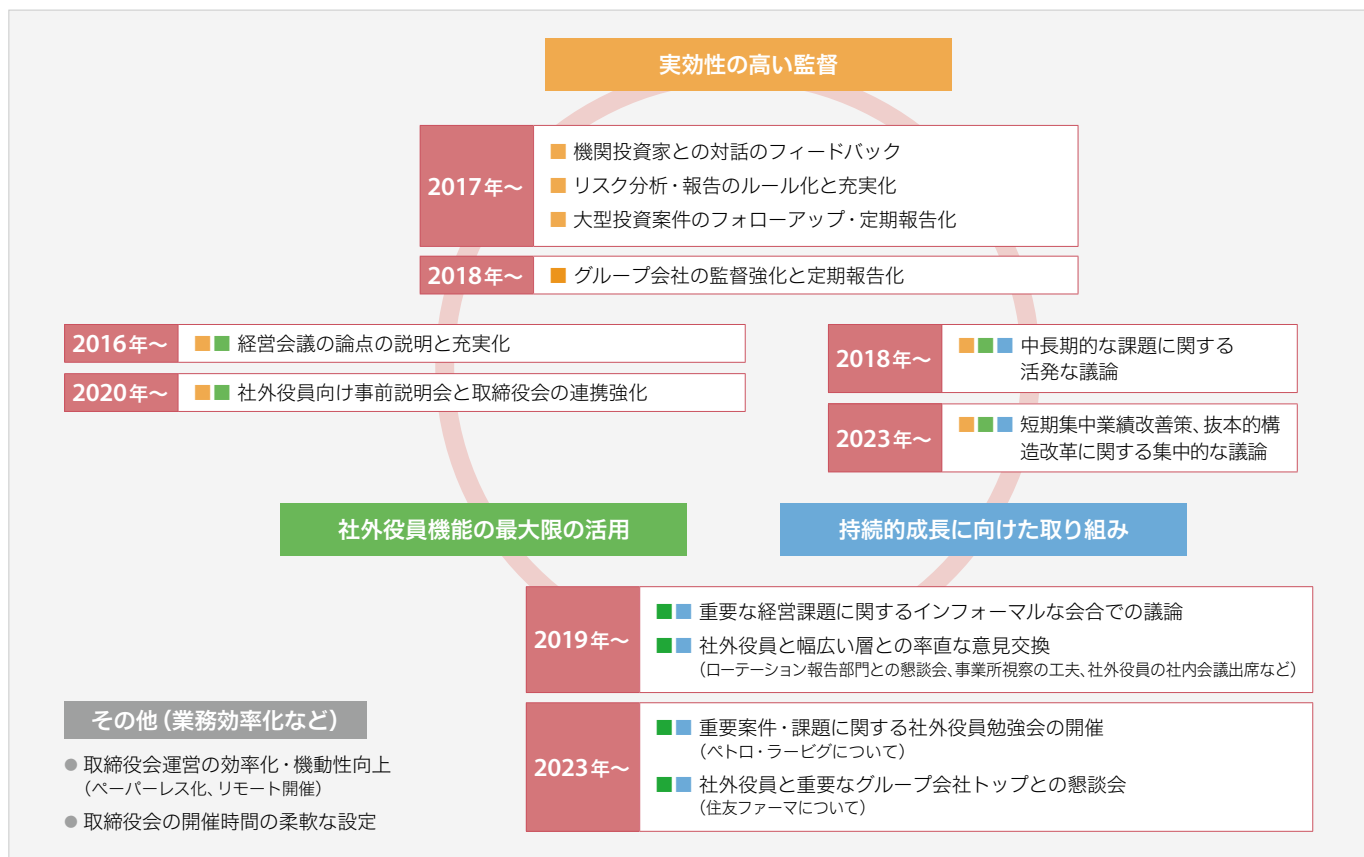 実効性の高い監督
2017年～
■ 機関投資家との対話のフィードバック
■ リスク分析・報告のルール化と充実化
■ 大型投資案件のフォローアップ・定期報告化
2018年～
■ グループ会社の監督強化と定期報告化
2016年～
■■ 経営会議の論点の説明と充実化
2020年～
■■ 社外役員向け事前説明会と取締役会の連携強化
2018年～
■■■ 中長期的な課題に関する
活発な議論
2023年～
■■■ 短期集中業績改善策、抜本的構
造改革に関する集中的な議論
社外役員機能の最大限の活用
持続的成長に向けた取り組み
2019年～
■■ 重要な経営課題に関するインフォーマルな会合での議論
■■ 社外役員と幅広い層との率直な意見交換
（ローテーション報告部門との懇談会、事業所視察の工夫、社外役員の社内会議出席など）
2023年～
■■ 重要案件・課題に関する社外役員勉強会の開催
（ペトロ・ラービグについて）
■■ 社外役員と重要なグループ会社トップとの懇談会
（住友ファーマについて）
その他（業務効率化など）
● 取締役会運営の効率化・機動性向上
（ペーパーレス化、リモート開催）
● 取締役会の開催時間の柔軟な設定